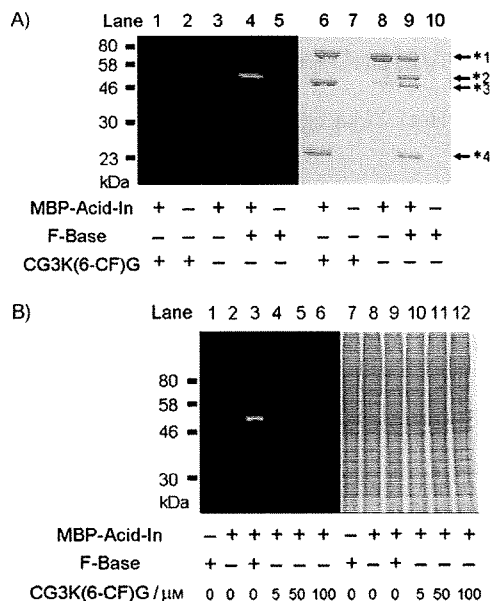 A)
Lane 1 2 3 4 5 6 7 8 9 10
80
58
46
30
23
kDa
*1
*2
*3
*4
MBP-Acid-In + − + + − + − + + −
F-Base − − − + + − − − + +
CG3K(6-CF)G + + − − − + + − − −
B)
Lane 1 2 3 4 5 6 7 8 9 10 11 12
80
58
46
30
kDa
MBP-Acid-In − + + + + + − + + + + +
F-Base + − + − − − + − + − − −
CG3K(6-CF)G / μM 0 0 0 5 50 100 0 0 0 5 50 100